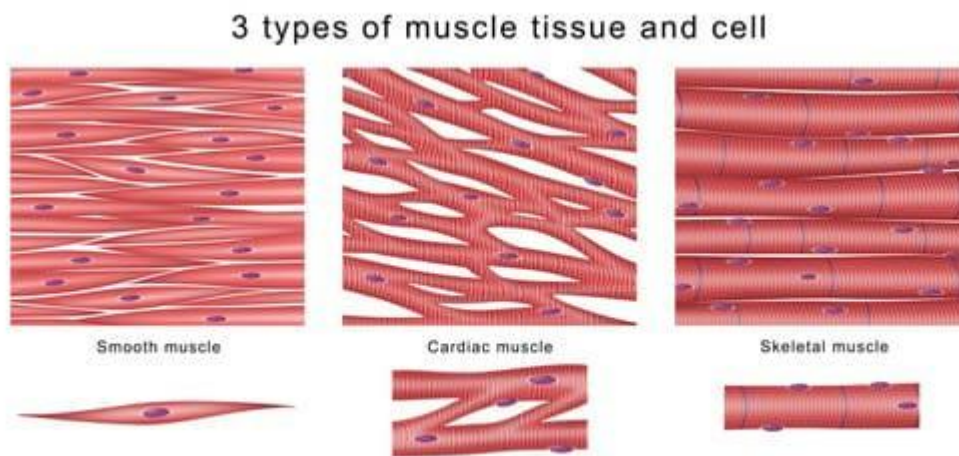 3 types of muscle tissue and cell
Smooth muscle
Cardiac muscle
Skeletal muscle